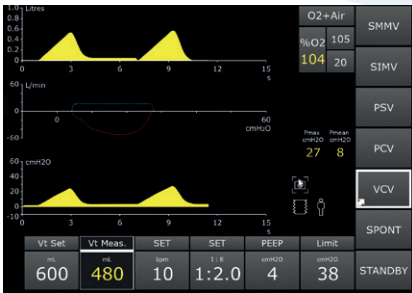 1.0 Litres
0.8
0.6
0.4
0.2
0
0 3 6 9 12 15
s
60 L/min
0
0 60
-60 cmH2O
60 cmH2O
40
20
0
-10
0 3 6 9 12 15
s
O2+Air
%O2 105
104 20
Pmax Pmean
cmH2O cmH2O
27 8
SMMV
SIMV
PSV
PCV
VCV
SPONT
STANDBY
Vt Set Vt Meas. SET SET PEEP Limit
mL mL bpm I:E cmH2O cmH2O
600 480 10 1:2.0 4 38